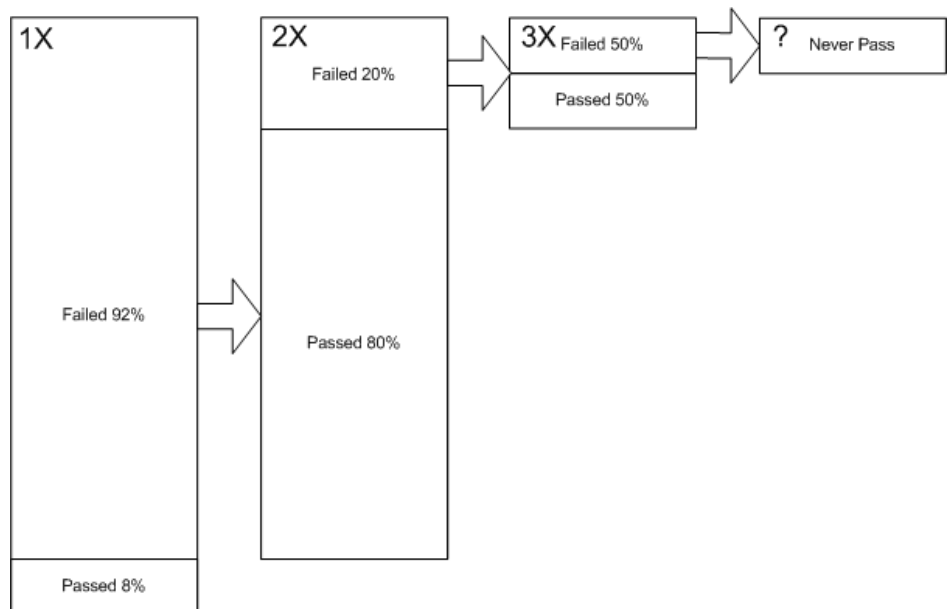 1X
Failed 92%
Passed 8%
2X
Failed 20%
Passed 80%
3X
Failed 50%
Passed 50%
?
Never Pass